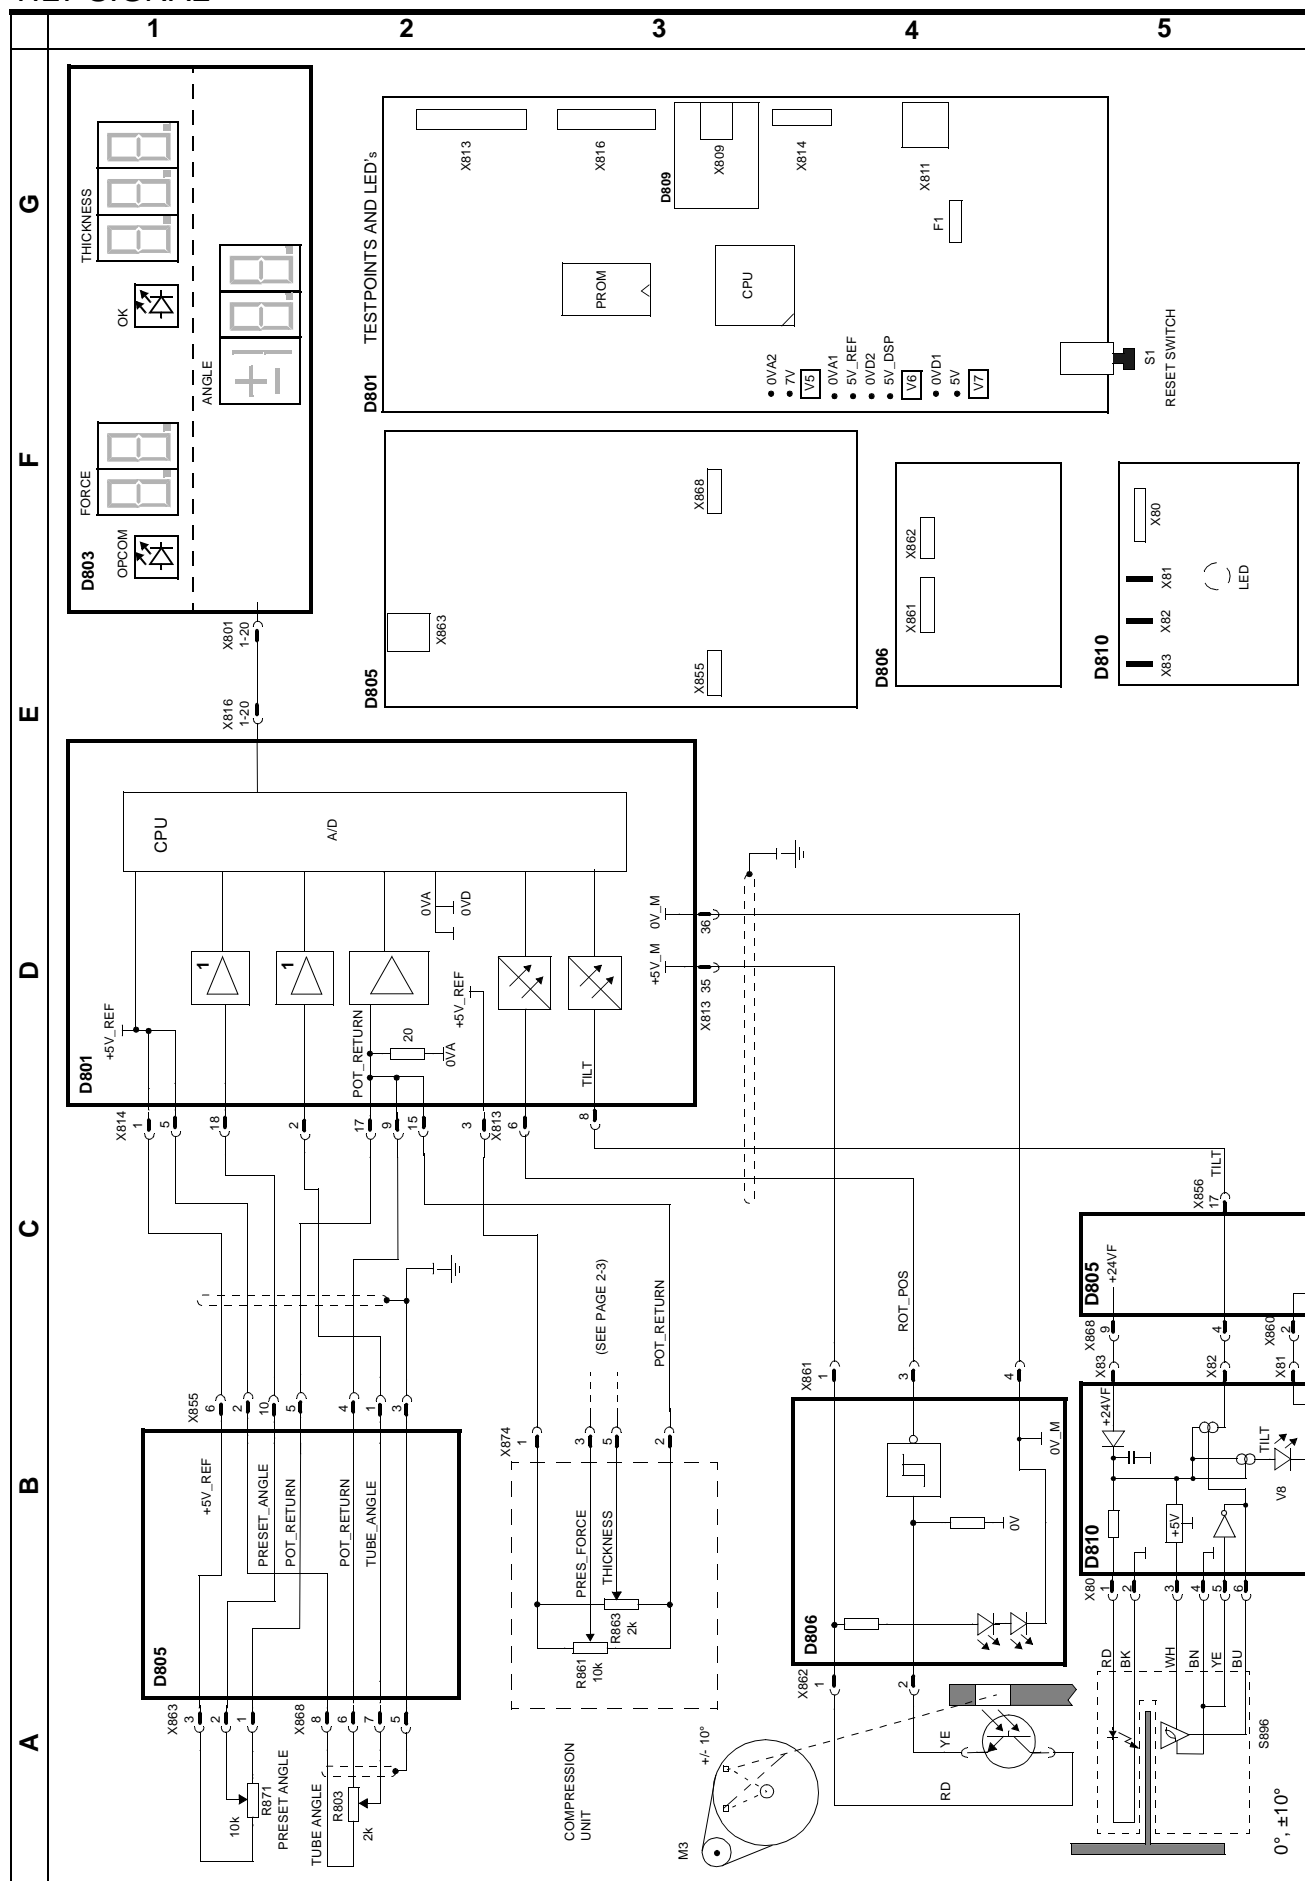 1 2 3 4 5
G
F
E
D
C
B
A
D803
OPCOM
FORCE
OK
THICKNESS
ANGLE
X801
1-20
X816
1-20
D801
TESTPOINTS AND LED's
X813
X816
D809
X809
X814
X811
F1
PROM
CPU
0VA2
7V
V5
0VA1
5V_REF
0VD2
5V_DSP
V6
0VD1
5V
V7
S1
RESET SWITCH
D805
X863
X855
X868
D806
X861
X862
D810
X83
X82
X81
X80
LED
D801
CPU
A/D
+5V_REF
1
1
POT_RETURN
20
0VA
0VA
0VD
+5V_REF
TILT
+5V_M
0V_M
X814
1
5
18
2
17
9
15
3
X813
6
8
X813
35
36
X855
6
2
10
5
4
1
3
D805
+5V_REF
PRESET_ANGLE
POT_RETURN
POT_RETURN
TUBE_ANGLE
X863
3
2
1
X868
8
6
7
5
10k
R871
PRESET ANGLE
TUBE ANGLE
R803
2k
(SEE PAGE 2-3)
POT_RETURN
X874
1
3
5
2
PRES_FORCE
THICKNESS
R861
10k
R863
2k
COMPRESSION
UNIT
ROT_POS
X861
1
3
4
D806
0V
0V_M
X862
1
2
M3
+/- 10°
YE
RD
X856
17
TILT
D805
+24VF
X868
9
4
X860
2
X83
X82
X81
D810
+24VF
+5V
TILT
V8
X80
1
2
3
4
5
6
RD
BK
WH
BN
YE
BU
S896
0°, ±10°